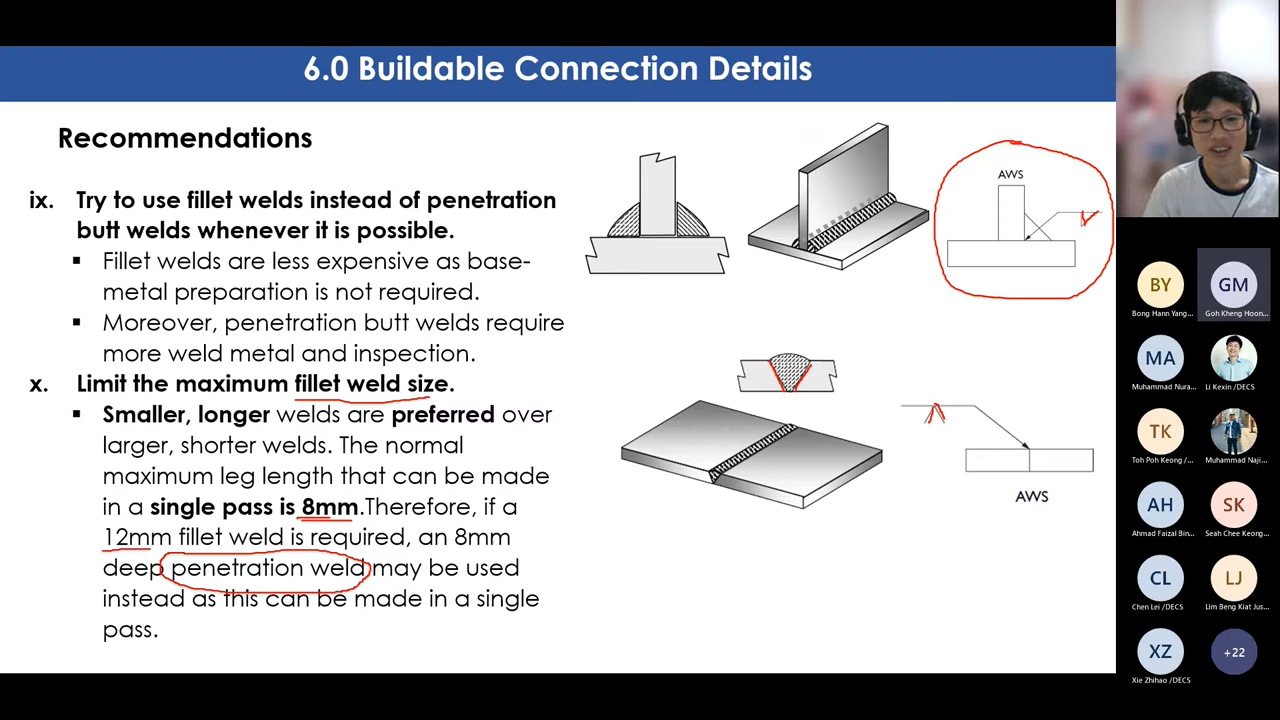 6.0 Buildable Connection Details
Recommendations
ix. Try to use fillet welds instead of penetration
butt welds whenever it is possible.
▪ Fillet welds are less expensive as base-
metal preparation is not required.
▪ Moreover, penetration butt welds require
more weld metal and inspection.
x. Limit the maximum fillet weld size.
▪ Smaller, longer welds are preferred over
larger, shorter welds. The normal
maximum leg length that can be made
in a single pass is 8mm.Therefore, if a
12mm fillet weld is required, an 8mm
deep penetration weld may be used
instead as this can be made in a single
pass.
AWS
AWS
BY
Bong Hann Yang...
GM
Goh Kheng Hoon...
MA
Muhammad Nura...
Li Kexin /DECS
TK
Toh Poh Keong /...
Muhammad Naji...
AH
Ahmad Faizal Bin...
SK
Seah Chee Keong...
CL
Chen Lei /DECS
LJ
Lim Beng Kiat Jus...
XZ
Xie Zhihao /DECS
+22